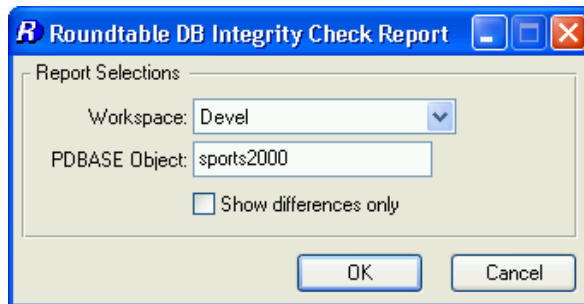 R Roundtable DB Integrity Check Report
Report Selections
Workspace: Devel
PDBASE Object: sports2000
Show differences only
OK Cancel